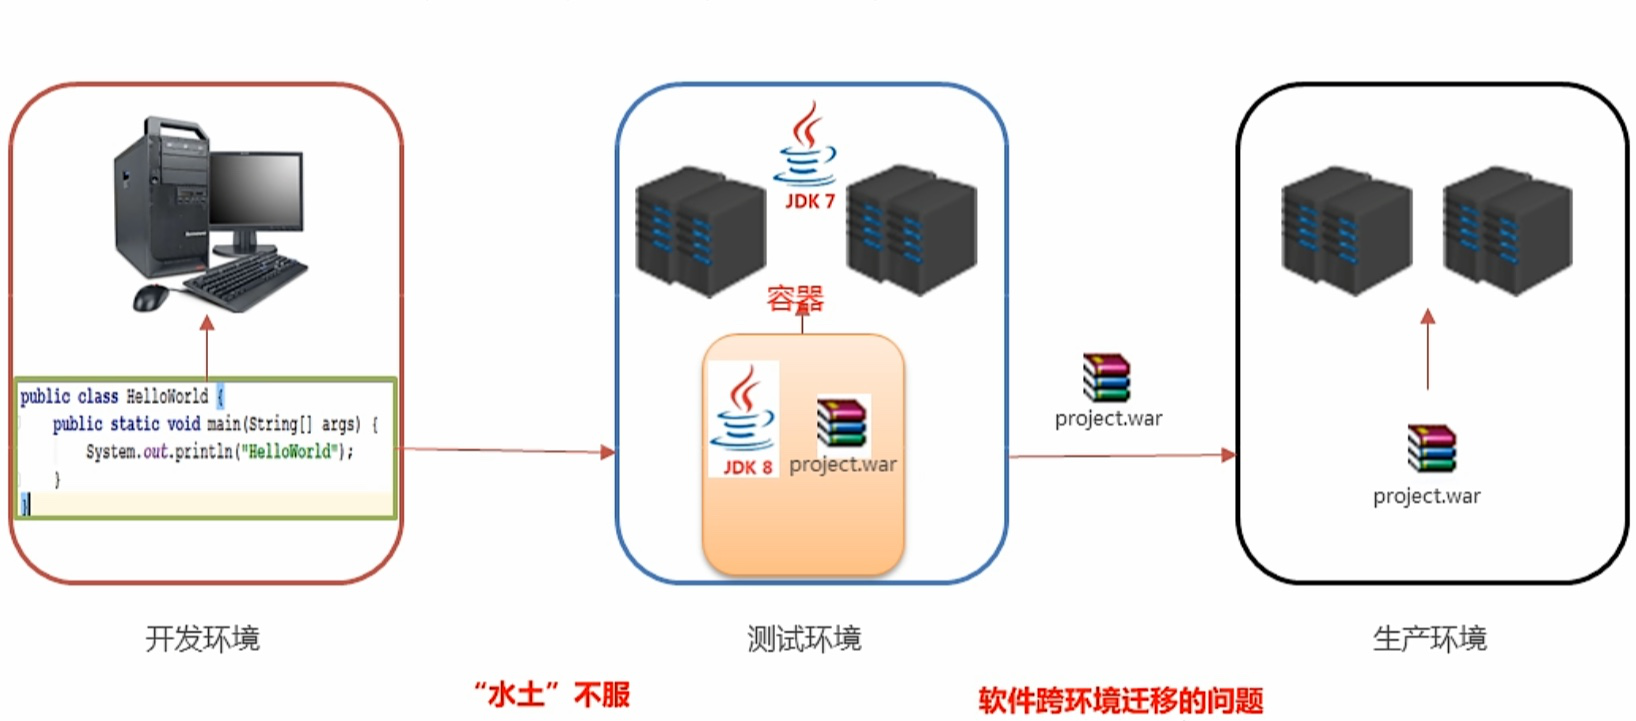 JDK 7
容器
public class HelloWorld {
public static void main(String[] args) {
System.out.println("HelloWorld");
}
}
JDK 8
project.war
project.war
project.war
开发环境
测试环境
生产环境
“水土”不服
软件跨环境迁移的问题